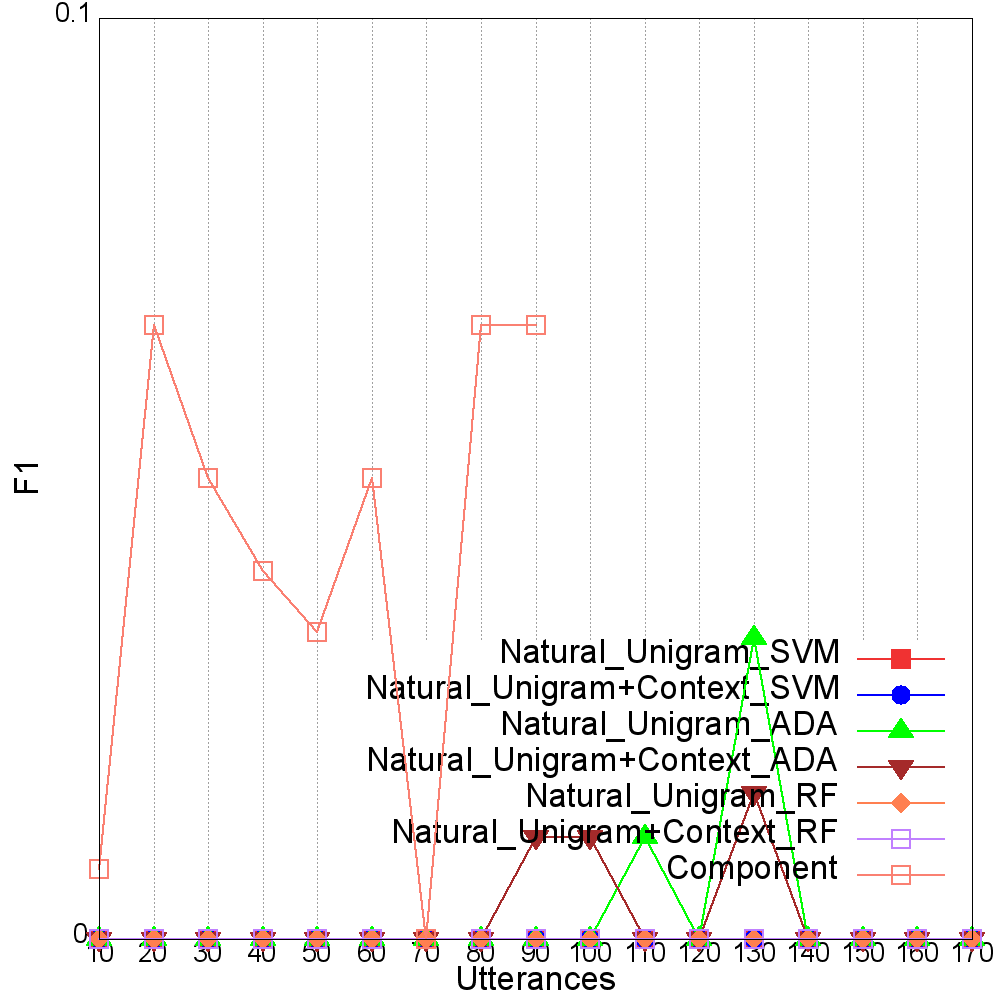 0.1
F1
Natural_Unigram_SVM
Natural_Unigram+Context_SVM
Natural_Unigram_ADA
Natural_Unigram+Context_ADA
Natural_Unigram_RF
Natural_Unigram+Context_RF
Component
0
10 20 30 40 50 60 70 80 90 100 110 120 130 140 150 160 170
Utterances